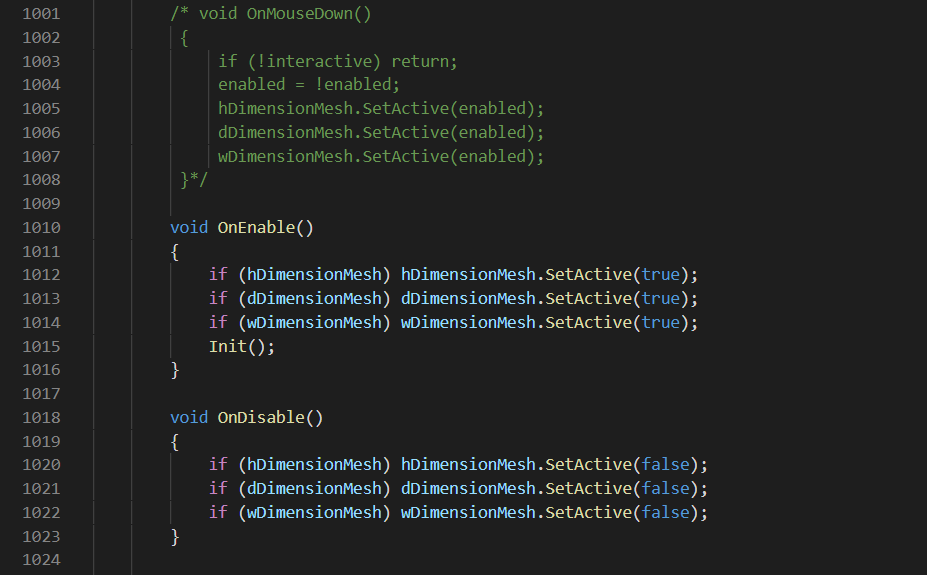 1001 /* void OnMouseDown()
1002 {
1003 if (!interactive) return;
1004 enabled = !enabled;
1005 hDimensionMesh.SetActive(enabled);
1006 dDimensionMesh.SetActive(enabled);
1007 wDimensionMesh.SetActive(enabled);
1008 }*/
1009
1010 void OnEnable()
1011 {
1012 if (hDimensionMesh) hDimensionMesh.SetActive(true);
1013 if (dDimensionMesh) dDimensionMesh.SetActive(true);
1014 if (wDimensionMesh) wDimensionMesh.SetActive(true);
1015 Init();
1016 }
1017
1018 void OnDisable()
1019 {
1020 if (hDimensionMesh) hDimensionMesh.SetActive(false);
1021 if (dDimensionMesh) dDimensionMesh.SetActive(false);
1022 if (wDimensionMesh) wDimensionMesh.SetActive(false);
1023 }
1024